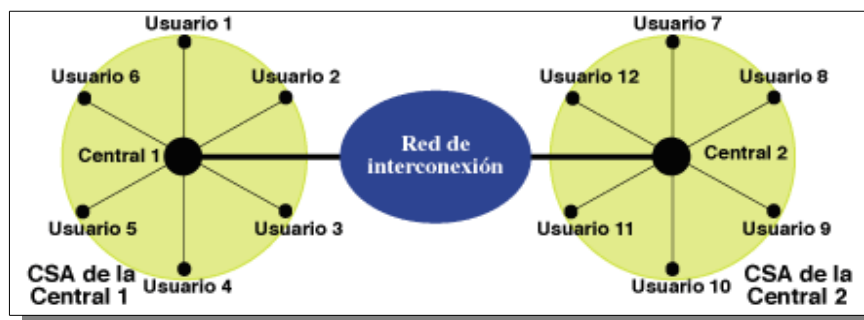 Usuario 1
Usuario 6
Usuario 2
Central 1
Usuario 5
Usuario 3
Usuario 4
CSA de la
Central 1
Red de
interconexión
Usuario 7
Usuario 12
Usuario 8
Central 2
Usuario 11
Usuario 9
Usuario 10
CSA de la
Central 2